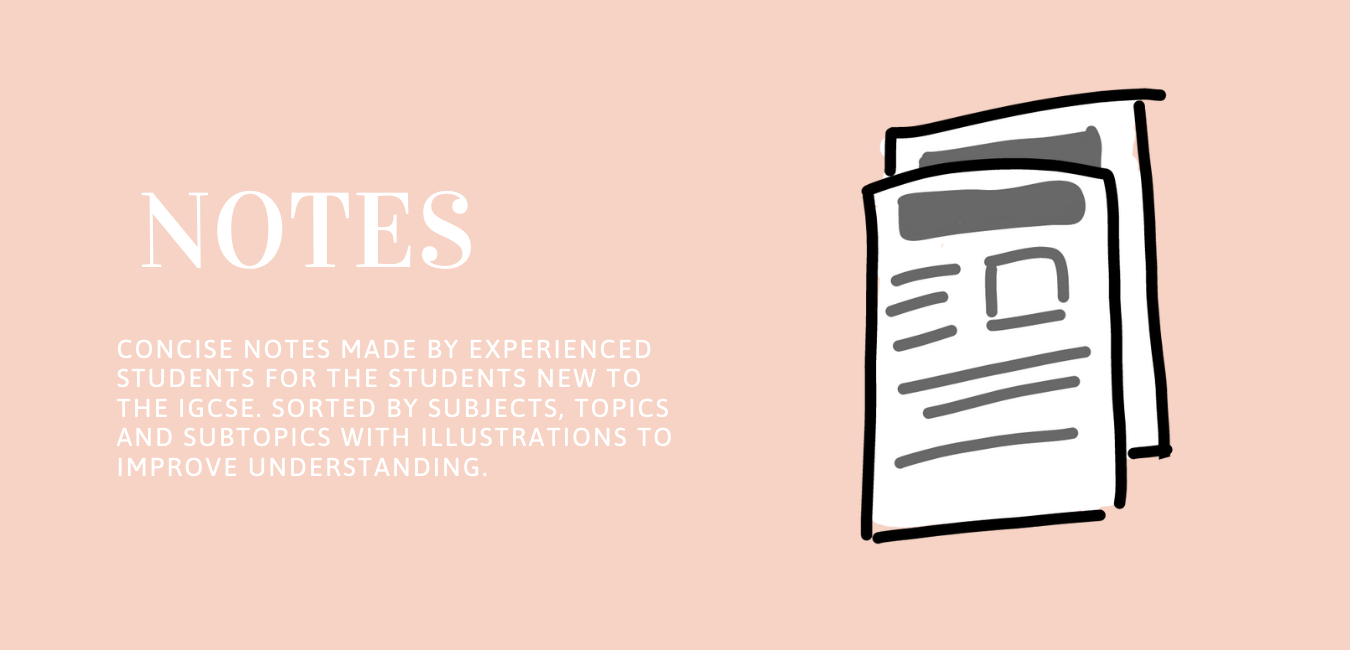 NOTES
CONCISE NOTES MADE BY EXPERIENCED
STUDENTS FOR THE STUDENTS NEW TO
THE IGCSE. SORTED BY SUBJECTS, TOPICS
AND SUBTOPICS WITH ILLUSTRATIONS TO
IMPROVE UNDERSTANDING.